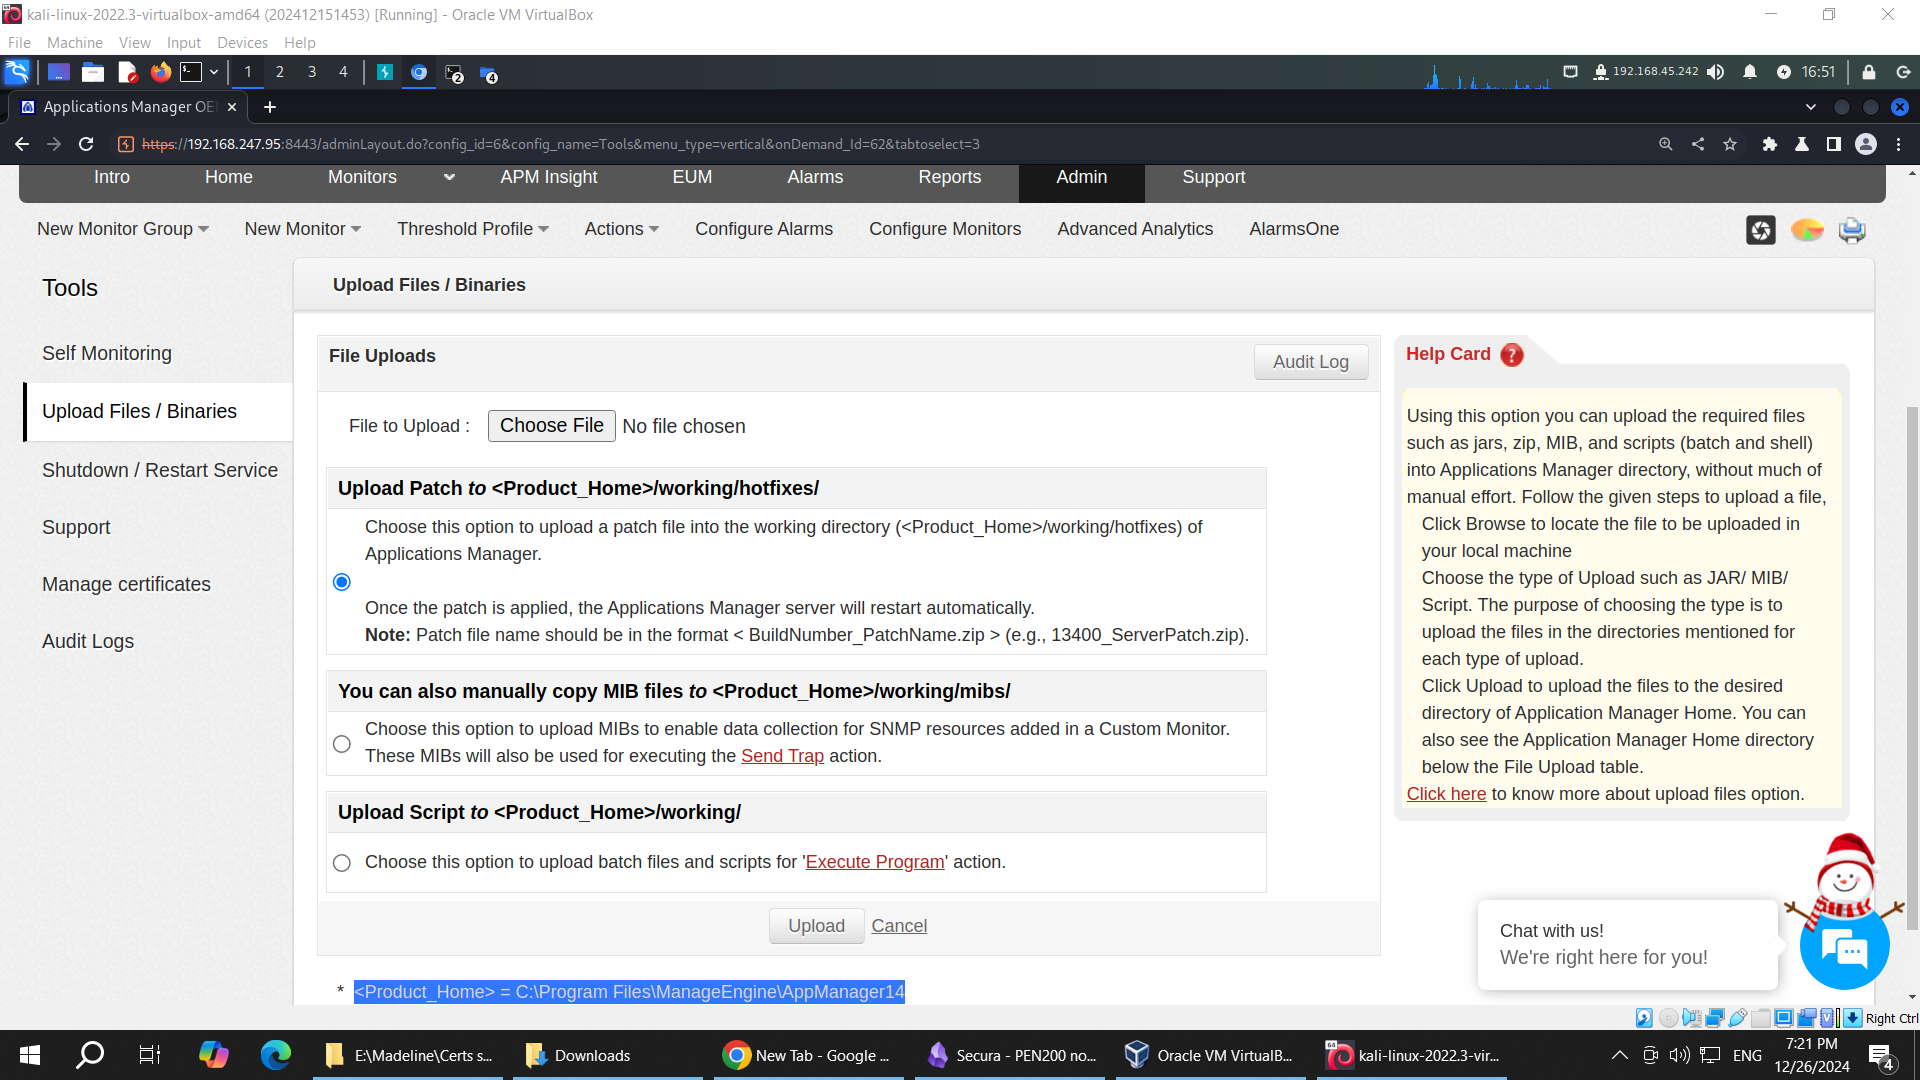 kali-linux-2022.3-virtualbox-amd64 (202412151453) [Running] - Oracle VM VirtualBox
File Machine View Input Devices Help
1 2 3 4 2 4 192.168.45.242 16:51
Applications Manager OE
https://192.168.247.95:8443/adminLayout.do?config_id=6&config_name=Tools&menu_type=vertical&onDemand_Id=62&tabtoselect=3
Intro Home Monitors APM Insight EUM Alarms Reports Admin Support
New Monitor Group New Monitor Threshold Profile Actions Configure Alarms Configure Monitors Advanced Analytics AlarmsOne
Tools
Self Monitoring
Upload Files / Binaries
Shutdown / Restart Service
Support
Manage certificates
Audit Logs
Upload Files / Binaries
File Uploads
Audit Log
File to Upload : Choose File No file chosen
Upload Patch to <Product_Home>/working/hotfixes/
Choose this option to upload a patch file into the working directory (<Product_Home>/working/hotfixes) of
Applications Manager.
Once the patch is applied, the Applications Manager server will restart automatically.
Note: Patch file name should be in the format < BuildNumber_PatchName.zip > (e.g., 13400_ServerPatch.zip).
You can also manually copy MIB files to <Product_Home>/working/mibs/
Choose this option to upload MIBs to enable data collection for SNMP resources added in a Custom Monitor.
These MIBs will also be used for executing the Send Trap action.
Upload Script to <Product_Home>/working/
Choose this option to upload batch files and scripts for 'Execute Program' action.
Upload Cancel
* <Product_Home> = C:\Program Files\ManageEngine\AppManager14
Help Card ?
Using this option you can upload the required files
such as jars, zip, MIB, and scripts (batch and shell)
into Applications Manager directory, without much of
manual effort. Follow the given steps to upload a file,
Click Browse to locate the file to be uploaded in
your local machine
Choose the type of Upload such as JAR/ MIB/
Script. The purpose of choosing the type is to
upload the files in the directories mentioned for
each type of upload.
Click Upload to upload the files to the desired
directory of Application Manager Home. You can
also see the Application Manager Home directory
below the File Upload table.
Click here to know more about upload files option.
Chat with us!
We're right here for you!
Right Ctrl
E:\Madeline\Certs s... Downloads New Tab - Google ... Secura - PEN200 no... Oracle VM VirtualB... kali-linux-2022.3-vir... ENG 7:21 PM
12/26/2024 4